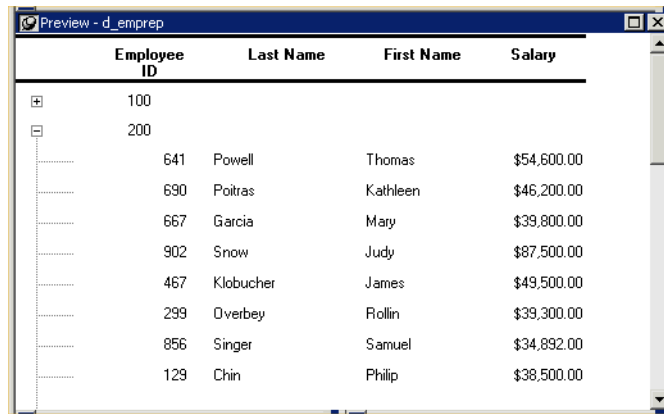 Preview - d_emprep
Employee ID Last Name First Name Salary
100
200
641 Powell Thomas $54,600.00
690 Poitras Kathleen $46,200.00
667 Garcia Mary $39,800.00
902 Snow Judy $87,500.00
467 Klobucher James $49,500.00
299 Overbey Rollin $39,300.00
856 Singer Samuel $34,892.00
129 Chin Philip $38,500.00